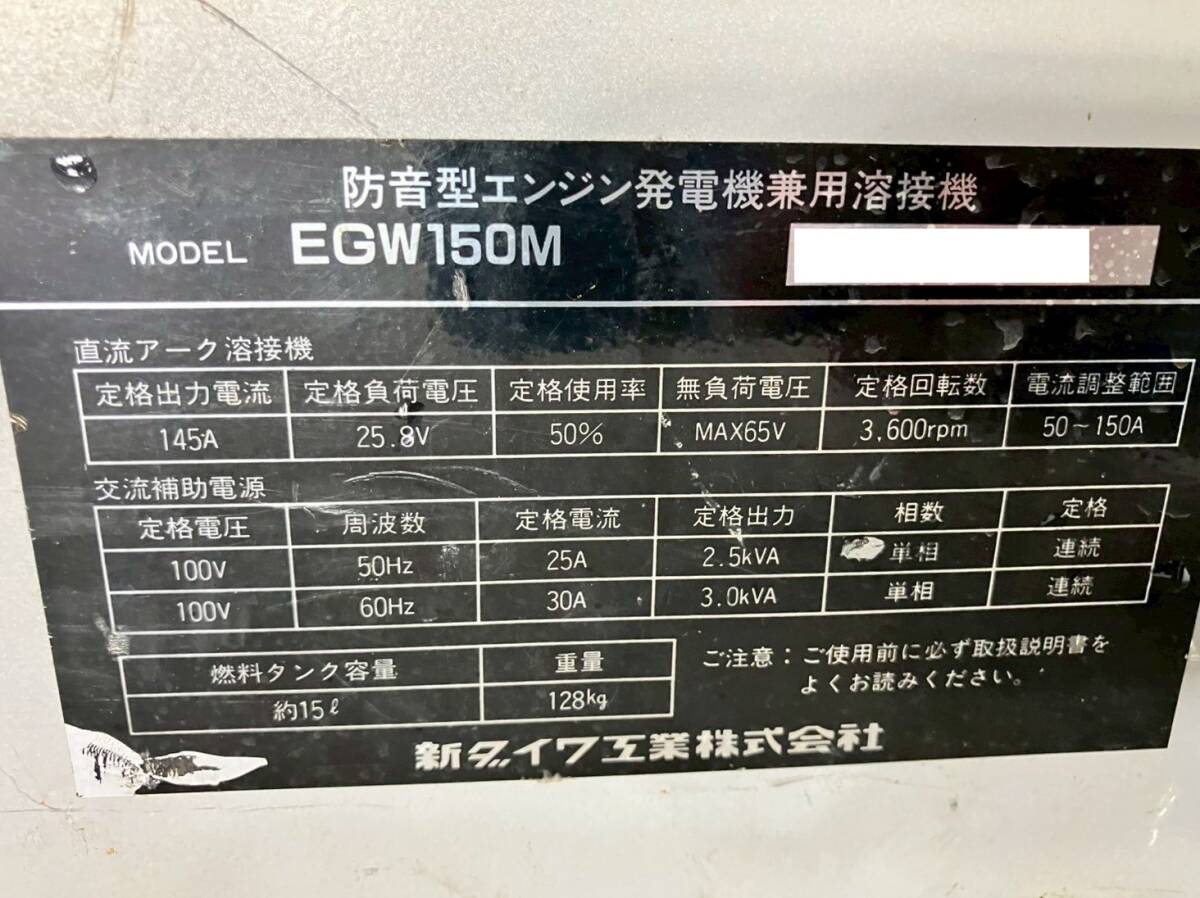 防音型エンジン発電機兼用溶接機
MODEL EGW150M
直流アーク溶接機
定格出力電流 定格負荷電圧 定格使用率 無負荷電圧 定格回転数 電流調整範囲
145A 25.8V 50% MAX65V 3,600rpm 50~150A
交流補助電源
定格電圧 周波数 定格電流 定格出力 相数 定格
100V 50Hz 25A 2.5kVA 単相 連続
100V 60Hz 30A 3.0kVA 単相 連続
燃料タンク容量 重量
約15ℓ 128kg
ご注意:ご使用前に必ず取扱説明書を
よくお読みください。
新ダイワ工業株式会社